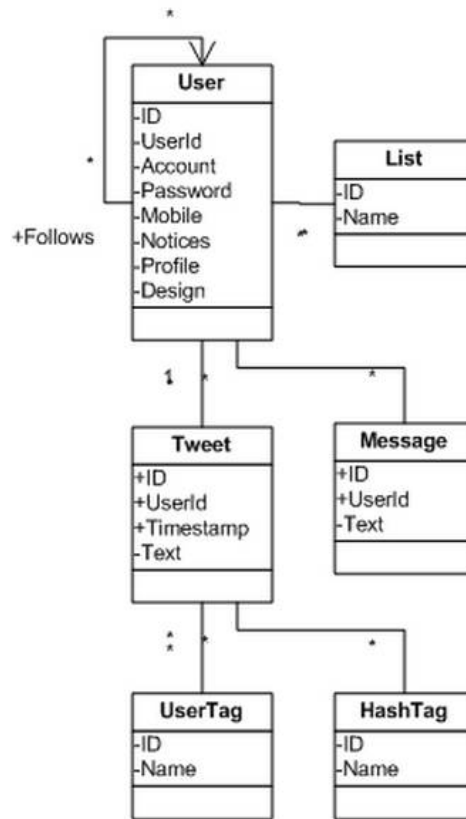 *
User
-ID
-UserId
-Account
-Password
-Mobile
-Notices
-Profile
-Design
*
+Follows
List
-ID
-Name
*
*
Tweet
+ID
+UserId
+Timestamp
-Text
*
Message
+ID
+UserId
-Text
*
*
*
UserTag
-ID
-Name
*
HashTag
-ID
-Name